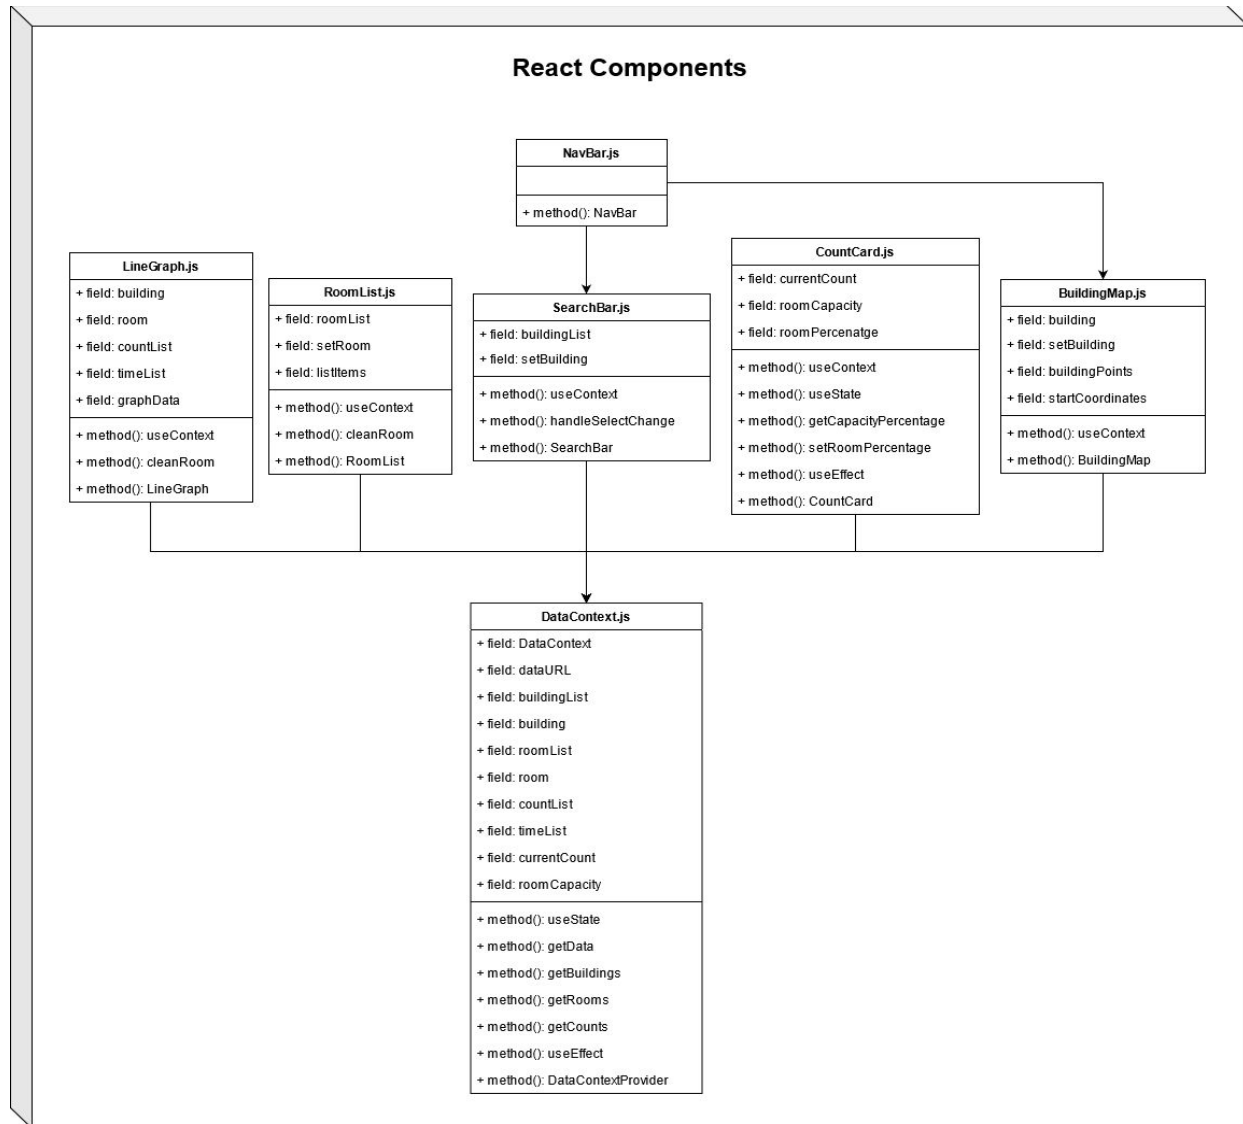 React Components
NavBar.js
+ method(): NavBar
LineGraph.js
+ field: building
+ field: room
+ field: countList
+ field: timeList
+ field: graphData
+ method(): useContext
+ method(): cleanRoom
+ method(): LineGraph
RoomList.js
+ field: roomList
+ field: setRoom
+ field: listItems
+ method(): useContext
+ method(): cleanRoom
+ method(): RoomList
SearchBar.js
+ field: buildingList
+ field: setBuilding
+ method(): useContext
+ method(): handleSelectChange
+ method(): SearchBar
CountCard.js
+ field: currentCount
+ field: roomCapacity
+ field: roomPercenatge
+ method(): useContext
+ method(): useState
+ method(): getCapacityPercentage
+ method(): setRoomPercentage
+ method(): useEffect
+ method(): CountCard
BuildingMap.js
+ field: building
+ field: setBuilding
+ field: buildingPoints
+ field: startCoordinates
+ method(): useContext
+ method(): BuildingMap
DataContext.js
+ field: DataContext
+ field: dataURL
+ field: buildingList
+ field: building
+ field: roomList
+ field: room
+ field: countList
+ field: timeList
+ field: currentCount
+ field: roomCapacity
+ method(): useState
+ method(): getData
+ method(): getBuildings
+ method(): getRooms
+ method(): getCounts
+ method(): useEffect
+ method(): DataContextProvider